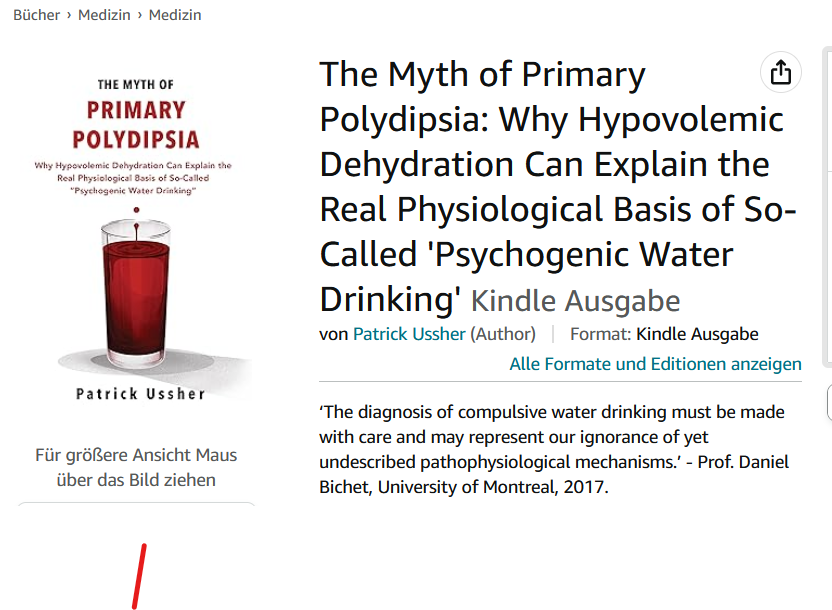 Bücher › Medizin › Medizin
THE MYTH OF
PRIMARY
POLYDIPSIA
Why Hypovolemic Dehydration Can Explain the
Real Physiological Basis of So-Called
"Psychogenic Water Drinking"
Patrick Ussher
Für größere Ansicht Maus
über das Bild ziehen
The Myth of Primary
Polydipsia: Why Hypovolemic
Dehydration Can Explain the
Real Physiological Basis of So-
Called 'Psychogenic Water
Drinking' Kindle Ausgabe
von Patrick Ussher (Author) | Format: Kindle Ausgabe
Alle Formate und Editionen anzeigen
‘The diagnosis of compulsive water drinking must be made
with care and may represent our ignorance of yet
undescribed pathophysiological mechanisms.’ - Prof. Daniel
Bichet, University of Montreal, 2017.